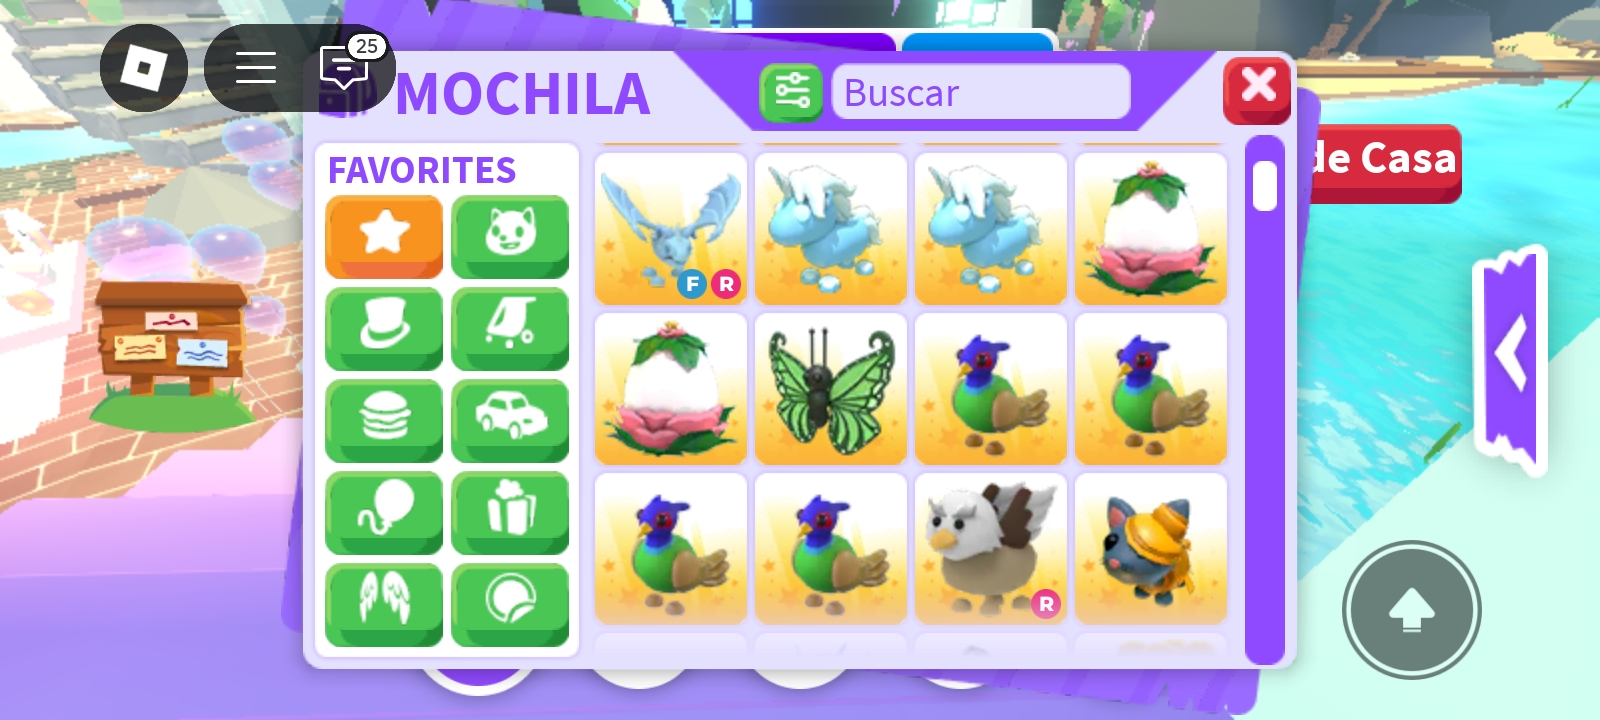 25
MOCHILA
Buscar
FAVORITES
de Casa
F R
R